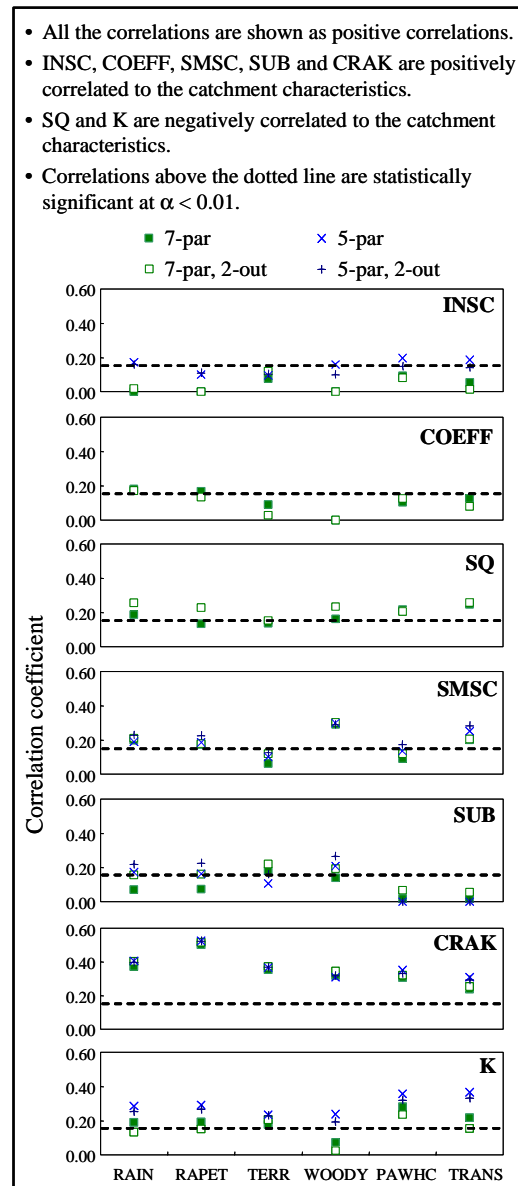 • All the correlations are shown as positive correlations.
• INSC, COEFF, SMSC, SUB and CRAK are positively
correlated to the catchment characteristics.
• SQ and K are negatively correlated to the catchment
characteristics.
• Correlations above the dotted line are statistically
significant at α < 0.01.
7-par
5-par
7-par, 2-out
5-par, 2-out
Correlation coefficient
0.60
INSC
0.40
0.20
0.00
0.60
COEFF
0.40
0.20
0.00
0.60
SQ
0.40
0.20
0.00
0.60
SMSC
0.40
0.20
0.00
0.60
SUB
0.40
0.20
0.00
0.60
CRAK
0.40
0.20
0.00
0.60
K
0.40
0.20
0.00
RAIN RAPET TERR WOODY PAWHC TRANS